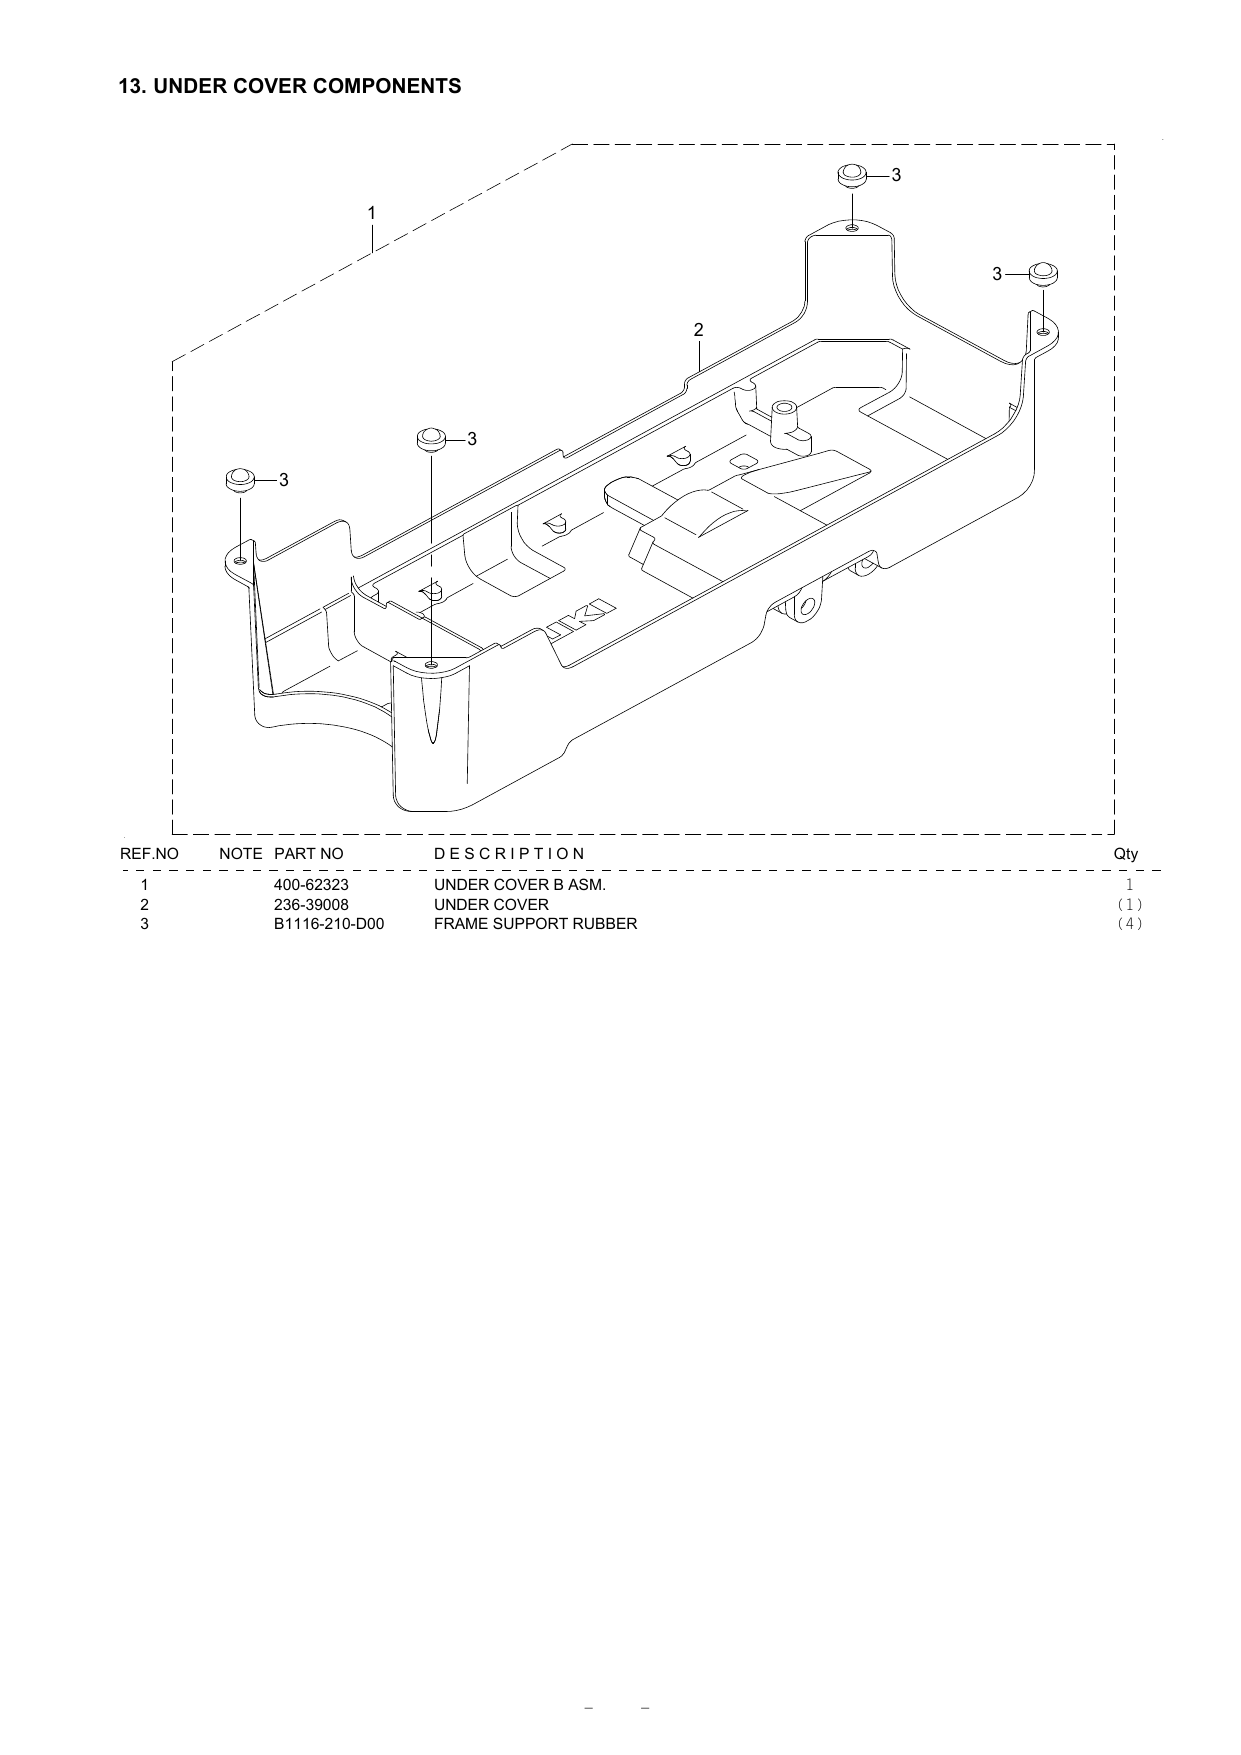 13. UNDER COVER COMPONENTS
3
1
3
2
3
3
REF.NO NOTE PART NO D E S C R I P T I O N Qty
1 400-62323 UNDER COVER B ASM. 1
2 236-39008 UNDER COVER (1)
3 B1116-210-D00 FRAME SUPPORT RUBBER (4)
– –